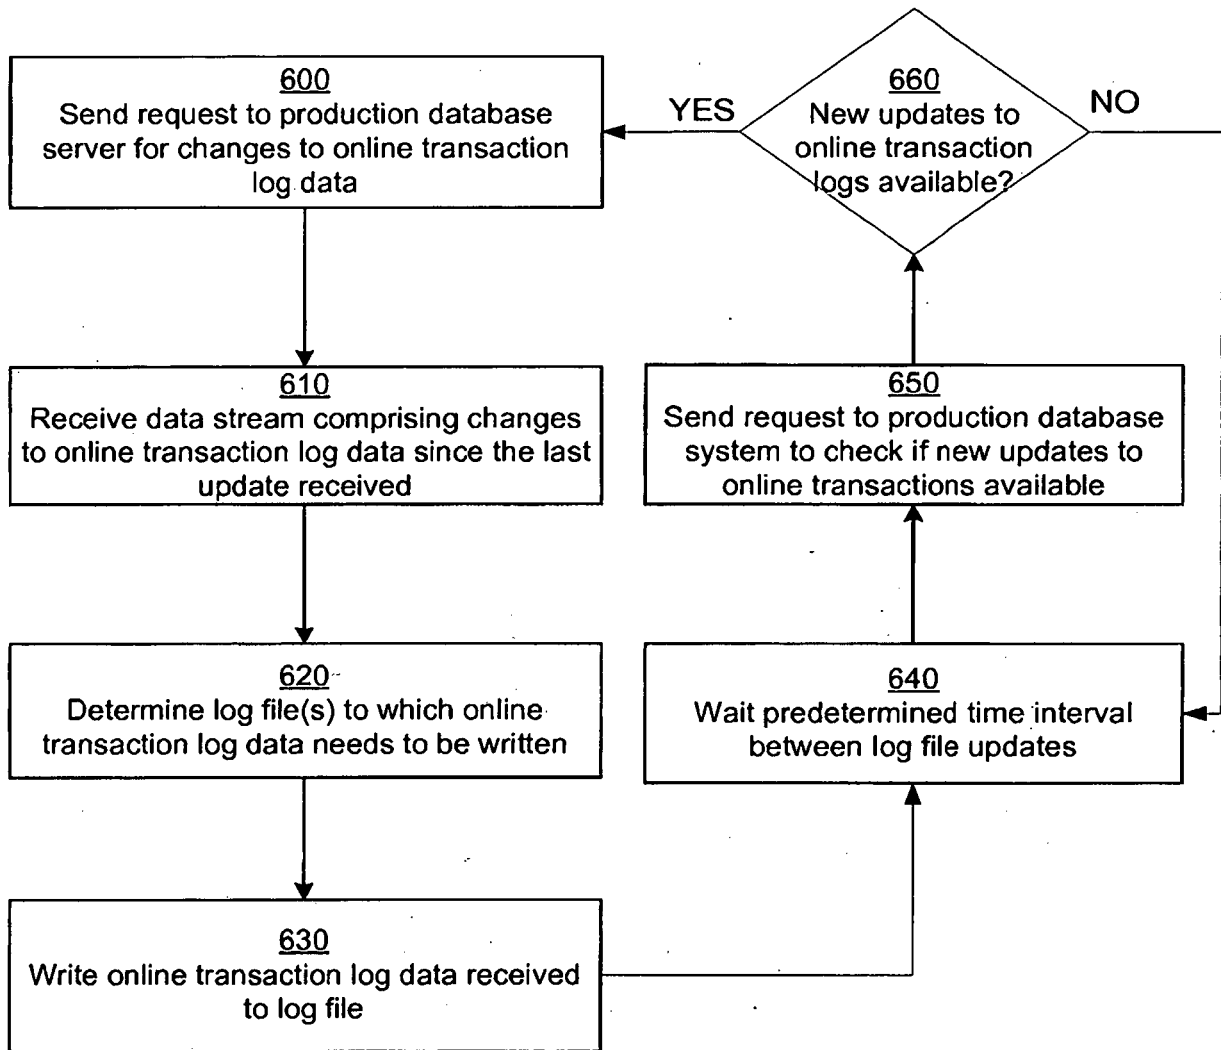 600
Send request to production database
server for changes to online transaction
log data
610
Receive data stream comprising changes
to online transaction log data since the last
update received
620
Determine log file(s) to which online
transaction log data needs to be written
630
Write online transaction log data received
to log file
640
Wait predetermined time interval
between log file updates
650
Send request to production database
system to check if new updates to
online transactions available
660
New updates to
online transaction
logs available?
YES
NO